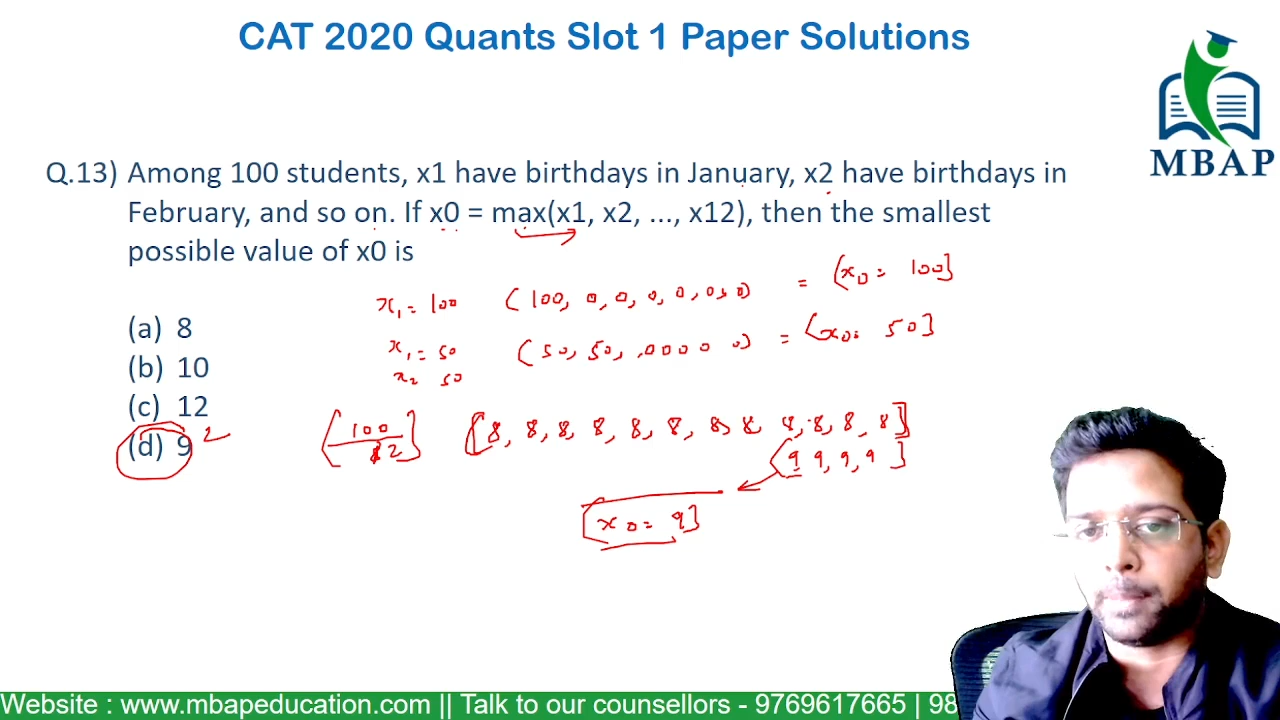 CAT 2020 Quants Slot 1 Paper Solutions
MBAP
Q.13) Among 100 students, x1 have birthdays in January, x2 have birthdays in
February, and so on. If x0 = max(x1, x2, ..., x12), then the smallest
possible value of x0 is
x₁ = 100 (100, 0, 0, 0, 0, 0, 0) = (x₀ = 100]
(a) 8
x₁ = 50 (50, 50, 0 0 0 0 0) = (x₀ = 50]
x₂ 50
(b) 10
(c) 12
[100/12] [8, 8, 8, 8, 8, 8, 8, 8, 8, 8, 8, 8]
(d) 9
[9 9, 9, 9]
[x₀ = 9]
Website : www.mbapeducation.com || Talk to our counsellors - 9769617665 | 98